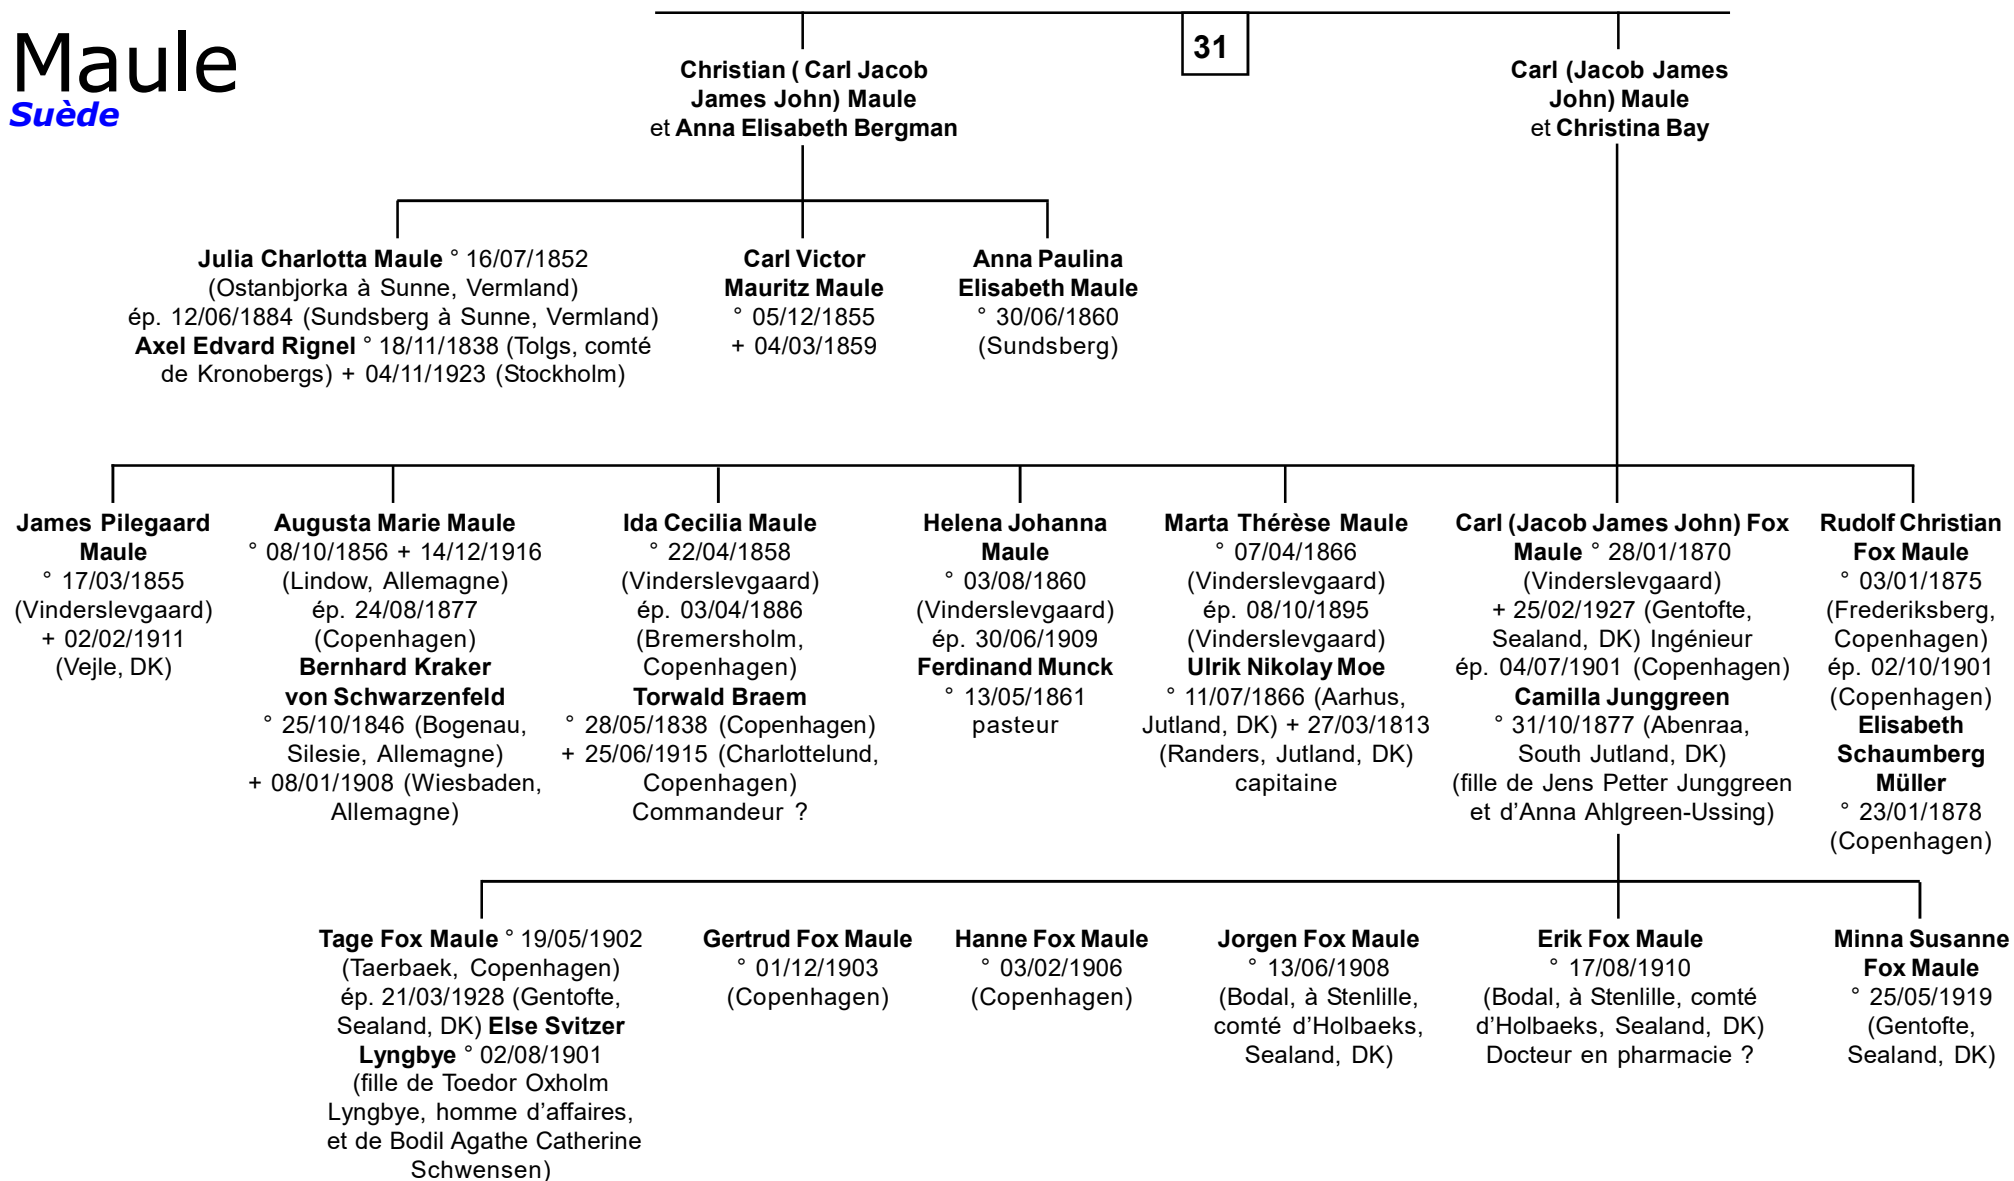 Maule
Suède
31
Christian ( Carl Jacob
James John) Maule
et Anna Elisabeth Bergman
Carl (Jacob James
John) Maule
et Christina Bay
Julia Charlotta Maule ° 16/07/1852
(Ostanbjorka à Sunne, Vermland)
ép. 12/06/1884 (Sundsberg à Sunne, Vermland)
Axel Edvard Rignel ° 18/11/1838 (Tolgs, comté
de Kronobergs) + 04/11/1923 (Stockholm)
Carl Victor
Mauritz Maule
° 05/12/1855
+ 04/03/1859
Anna Paulina
Elisabeth Maule
° 30/06/1860
(Sundsberg)
James Pilegaard
Maule
° 17/03/1855
(Vinderslevgaard)
+ 02/02/1911
(Vejle, DK)
Augusta Marie Maule
° 08/10/1856 + 14/12/1916
(Lindow, Allemagne)
ép. 24/08/1877
(Copenhagen)
Bernhard Kraker
von Schwarzenfeld
° 25/10/1846 (Bogenau,
Silesie, Allemagne)
+ 08/01/1908 (Wiesbaden,
Allemagne)
Ida Cecilia Maule
° 22/04/1858
(Vinderslevgaard)
ép. 03/04/1886
(Bremersholm,
Copenhagen)
Torwald Braem
° 28/05/1838 (Copenhagen)
+ 25/06/1915 (Charlottelund,
Copenhagen)
Commandeur ?
Helena Johanna
Maule
° 03/08/1860
(Vinderslevgaard)
ép. 30/06/1909
Ferdinand Munck
° 13/05/1861
pasteur
Marta Thérèse Maule
° 07/04/1866
(Vinderslevgaard)
ép. 08/10/1895
(Vinderslevgaard)
Ulrik Nikolay Moe
° 11/07/1866 (Aarhus,
Jutland, DK) + 27/03/1813
(Randers, Jutland, DK)
capitaine
Carl (Jacob James John) Fox
Maule ° 28/01/1870
(Vinderslevgaard)
+ 25/02/1927 (Gentofte,
Sealand, DK) Ingénieur
ép. 04/07/1901 (Copenhagen)
Camilla Junggreen
° 31/10/1877 (Abenraa,
South Jutland, DK)
(fille de Jens Petter Junggreen
et d'Anna Ahlgreen-Ussing)
Rudolf Christian
Fox Maule
° 03/01/1875
(Frederiksberg,
Copenhagen)
ép. 02/10/1901
(Copenhagen)
Elisabeth
Schaumberg
Müller
° 23/01/1878
(Copenhagen)
Tage Fox Maule ° 19/05/1902
(Taerbaek, Copenhagen)
ép. 21/03/1928 (Gentofte,
Sealand, DK) Else Svitzer
Lyngbye ° 02/08/1901
(fille de Toedor Oxholm
Lyngbye, homme d'affaires,
et de Bodil Agathe Catherine
Schwensen)
Gertrud Fox Maule
° 01/12/1903
(Copenhagen)
Hanne Fox Maule
° 03/02/1906
(Copenhagen)
Jorgen Fox Maule
° 13/06/1908
(Bodal, à Stenlille,
comté d'Holbaeks,
Sealand, DK)
Erik Fox Maule
° 17/08/1910
(Bodal, à Stenlille, comté
d'Holbaeks, Sealand, DK)
Docteur en pharmacie ?
Minna Susanne
Fox Maule
° 25/05/1919
(Gentofte,
Sealand, DK)